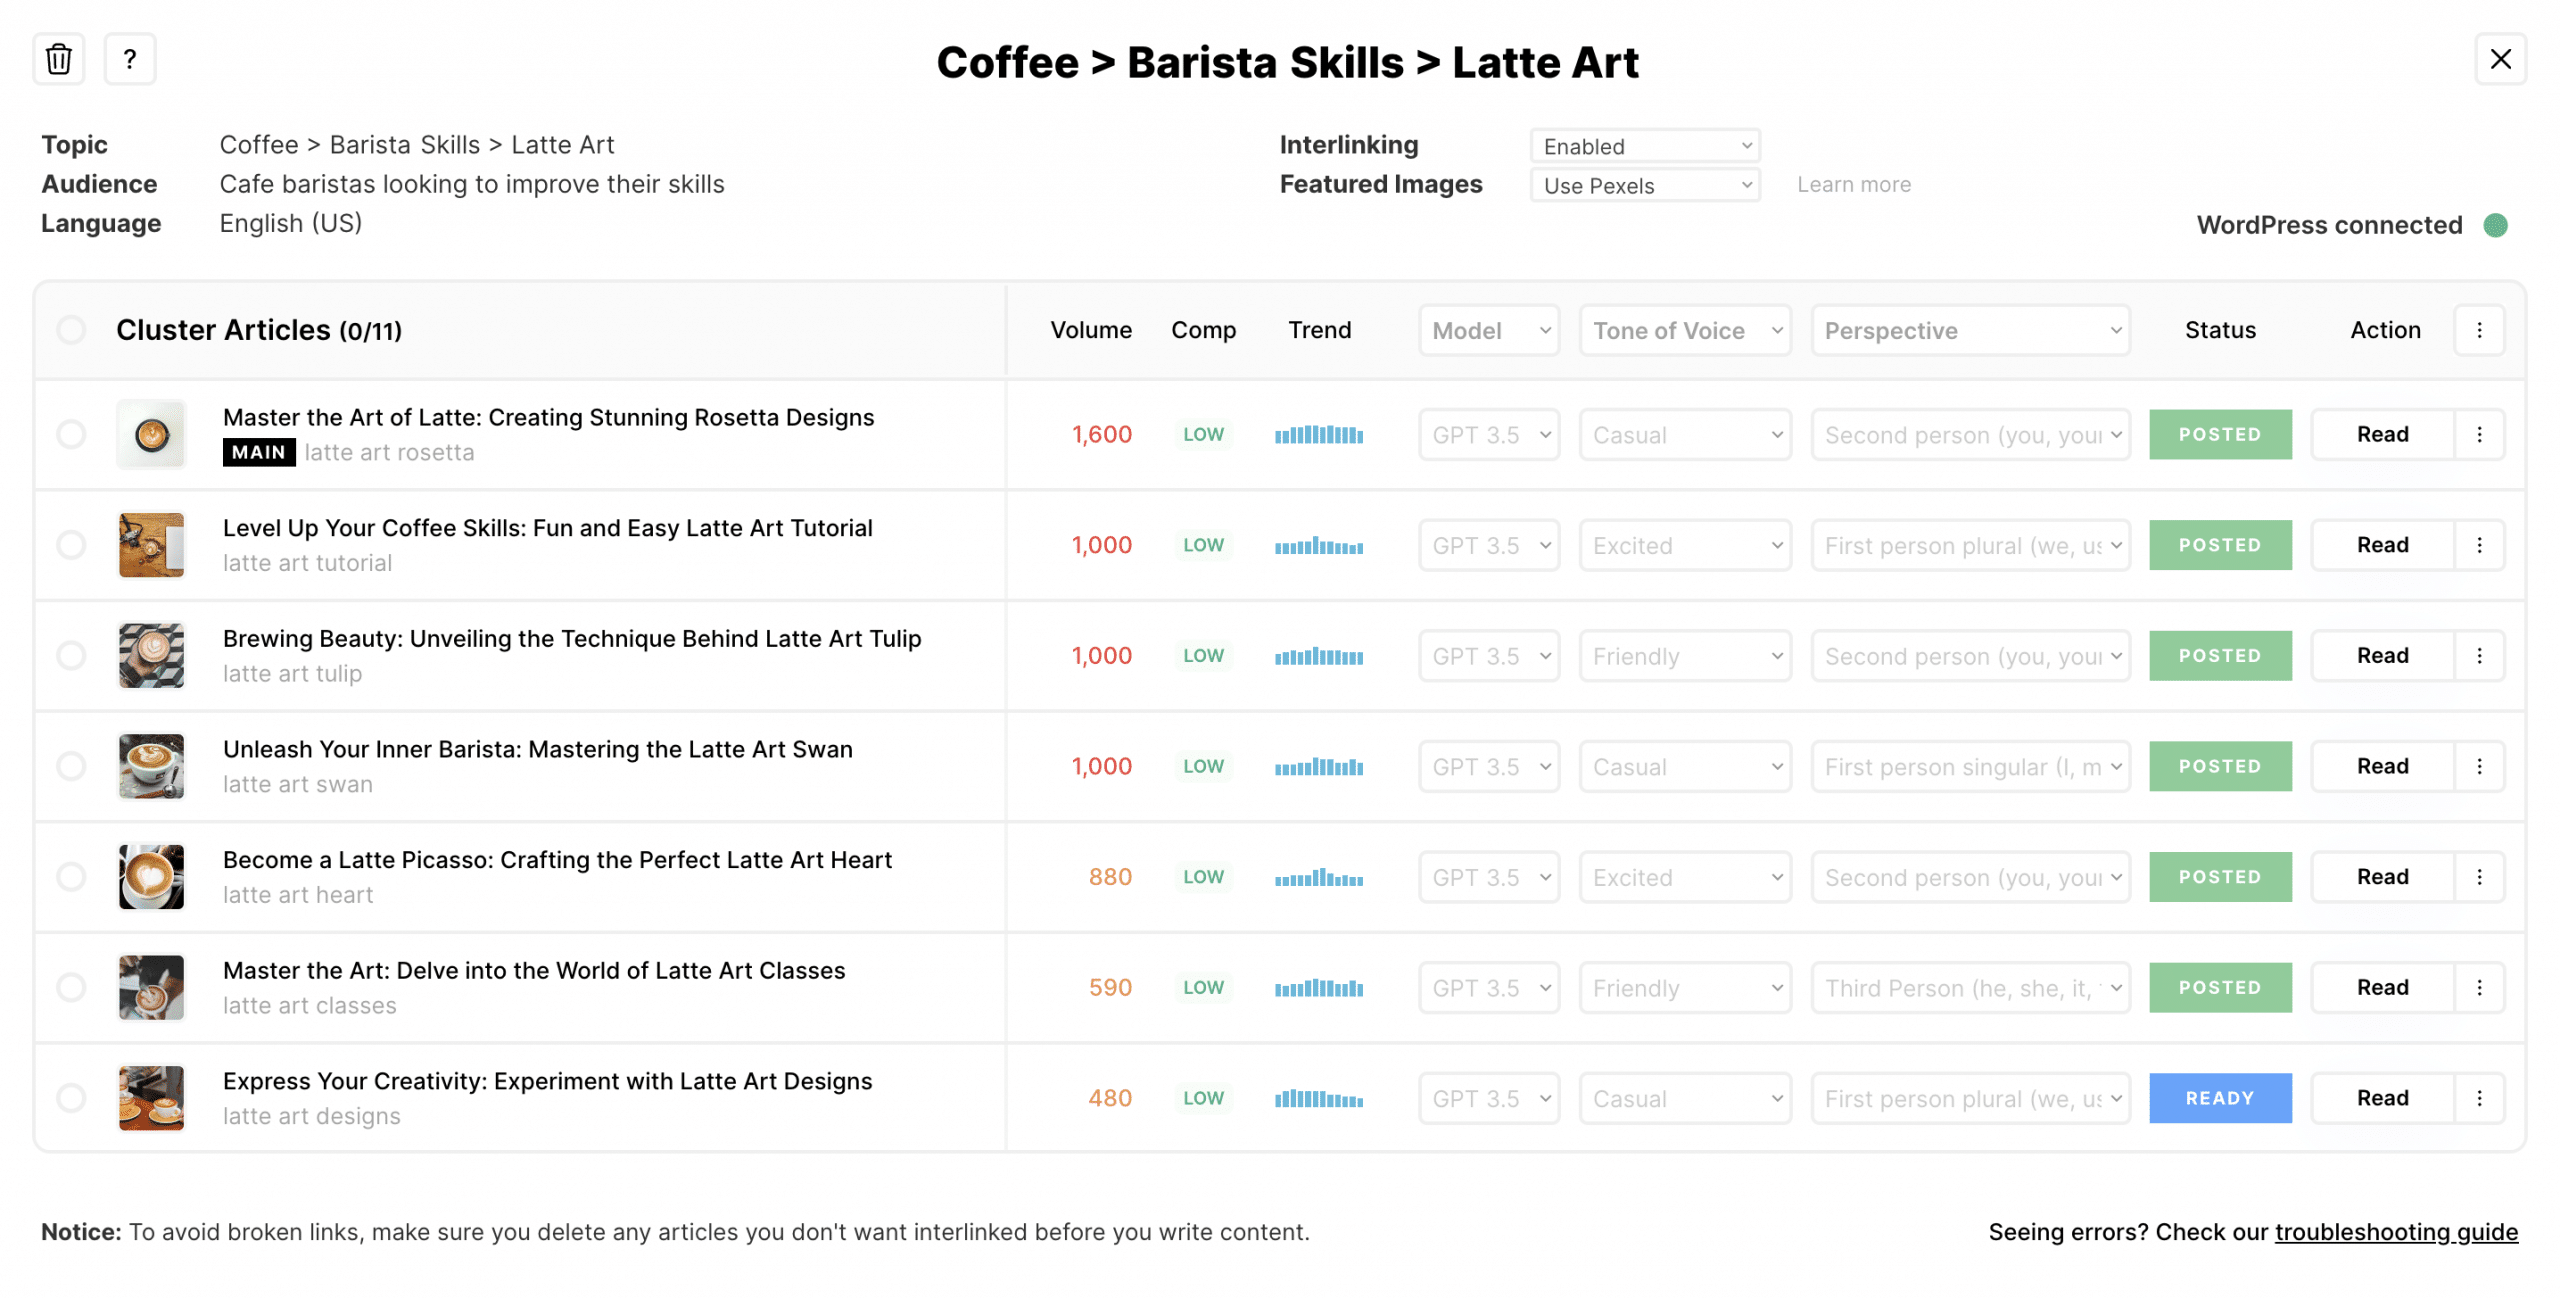 ?
Coffee > Barista Skills > Latte Art
Topic Coffee > Barista Skills > Latte Art
Audience Cafe baristas looking to improve their skills
Language English (US)
Interlinking Enabled
Featured Images Use Pexels Learn more
WordPress connected
Cluster Articles (0/11) Volume Comp Trend Model Tone of Voice Perspective Status Action
Master the Art of Latte: Creating Stunning Rosetta Designs
MAIN latte art rosetta
1,600 LOW GPT 3.5 Casual Second person (you, your POSTED Read
Level Up Your Coffee Skills: Fun and Easy Latte Art Tutorial
latte art tutorial
1,000 LOW GPT 3.5 Excited First person plural (we, us POSTED Read
Brewing Beauty: Unveiling the Technique Behind Latte Art Tulip
latte art tulip
1,000 LOW GPT 3.5 Friendly Second person (you, your POSTED Read
Unleash Your Inner Barista: Mastering the Latte Art Swan
latte art swan
1,000 LOW GPT 3.5 Casual First person singular (I, m POSTED Read
Become a Latte Picasso: Crafting the Perfect Latte Art Heart
latte art heart
880 LOW GPT 3.5 Excited Second person (you, your POSTED Read
Master the Art: Delve into the World of Latte Art Classes
latte art classes
590 LOW GPT 3.5 Friendly Third Person (he, she, it, POSTED Read
Express Your Creativity: Experiment with Latte Art Designs
latte art designs
480 LOW GPT 3.5 Casual First person plural (we, us READY Read
Notice: To avoid broken links, make sure you delete any articles you don't want interlinked before you write content.
Seeing errors? Check our troubleshooting guide